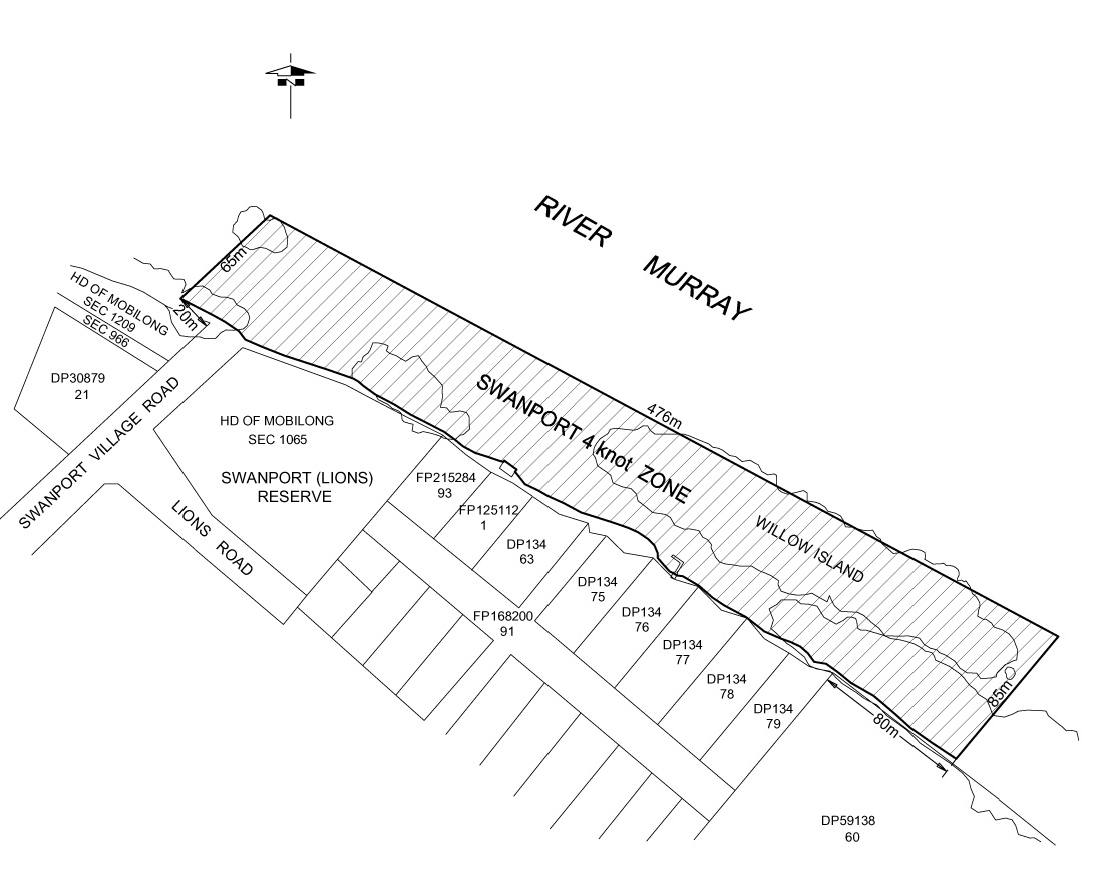 N
RIVER
MURRAY
65m
20m
HD OF MOBILONG
SEC 1209
SEC 966
DP30879
21
SWANPORT VILLAGE ROAD
HD OF MOBILONG
SEC 1065
SWANPORT (LIONS)
RESERVE
LIONS ROAD
476m
SWANPORT 4 knot ZONE
WILLOW ISLAND
FP215284
93
FP125112
1
DP134
63
DP134
75
DP134
76
DP134
77
DP134
78
DP134
79
FP168200
91
85m
80m
DP59138
60